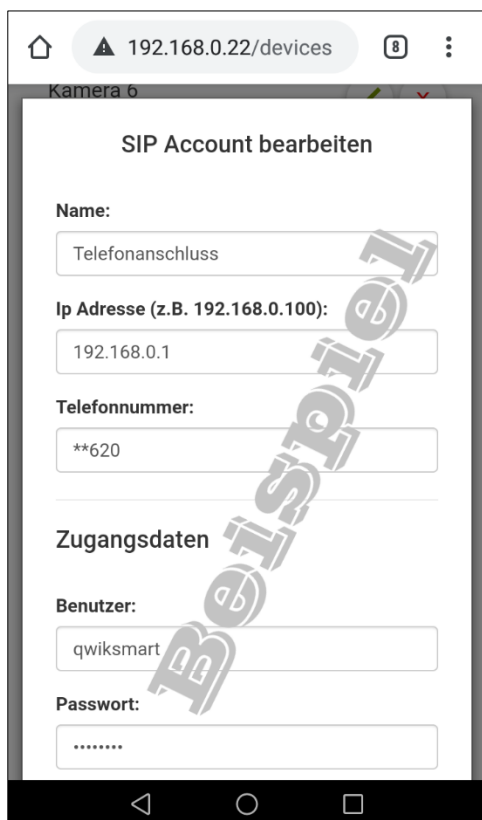 192.168.0.22/devices
8
Kamera 6
SIP Account bearbeiten
Name:
Telefonanschluss
Ip Adresse (z.B. 192.168.0.100):
192.168.0.1
Telefonnummer:
**620
Zugangsdaten
Benutzer:
qwiksmart
Passwort:
••••••••
Beispiel